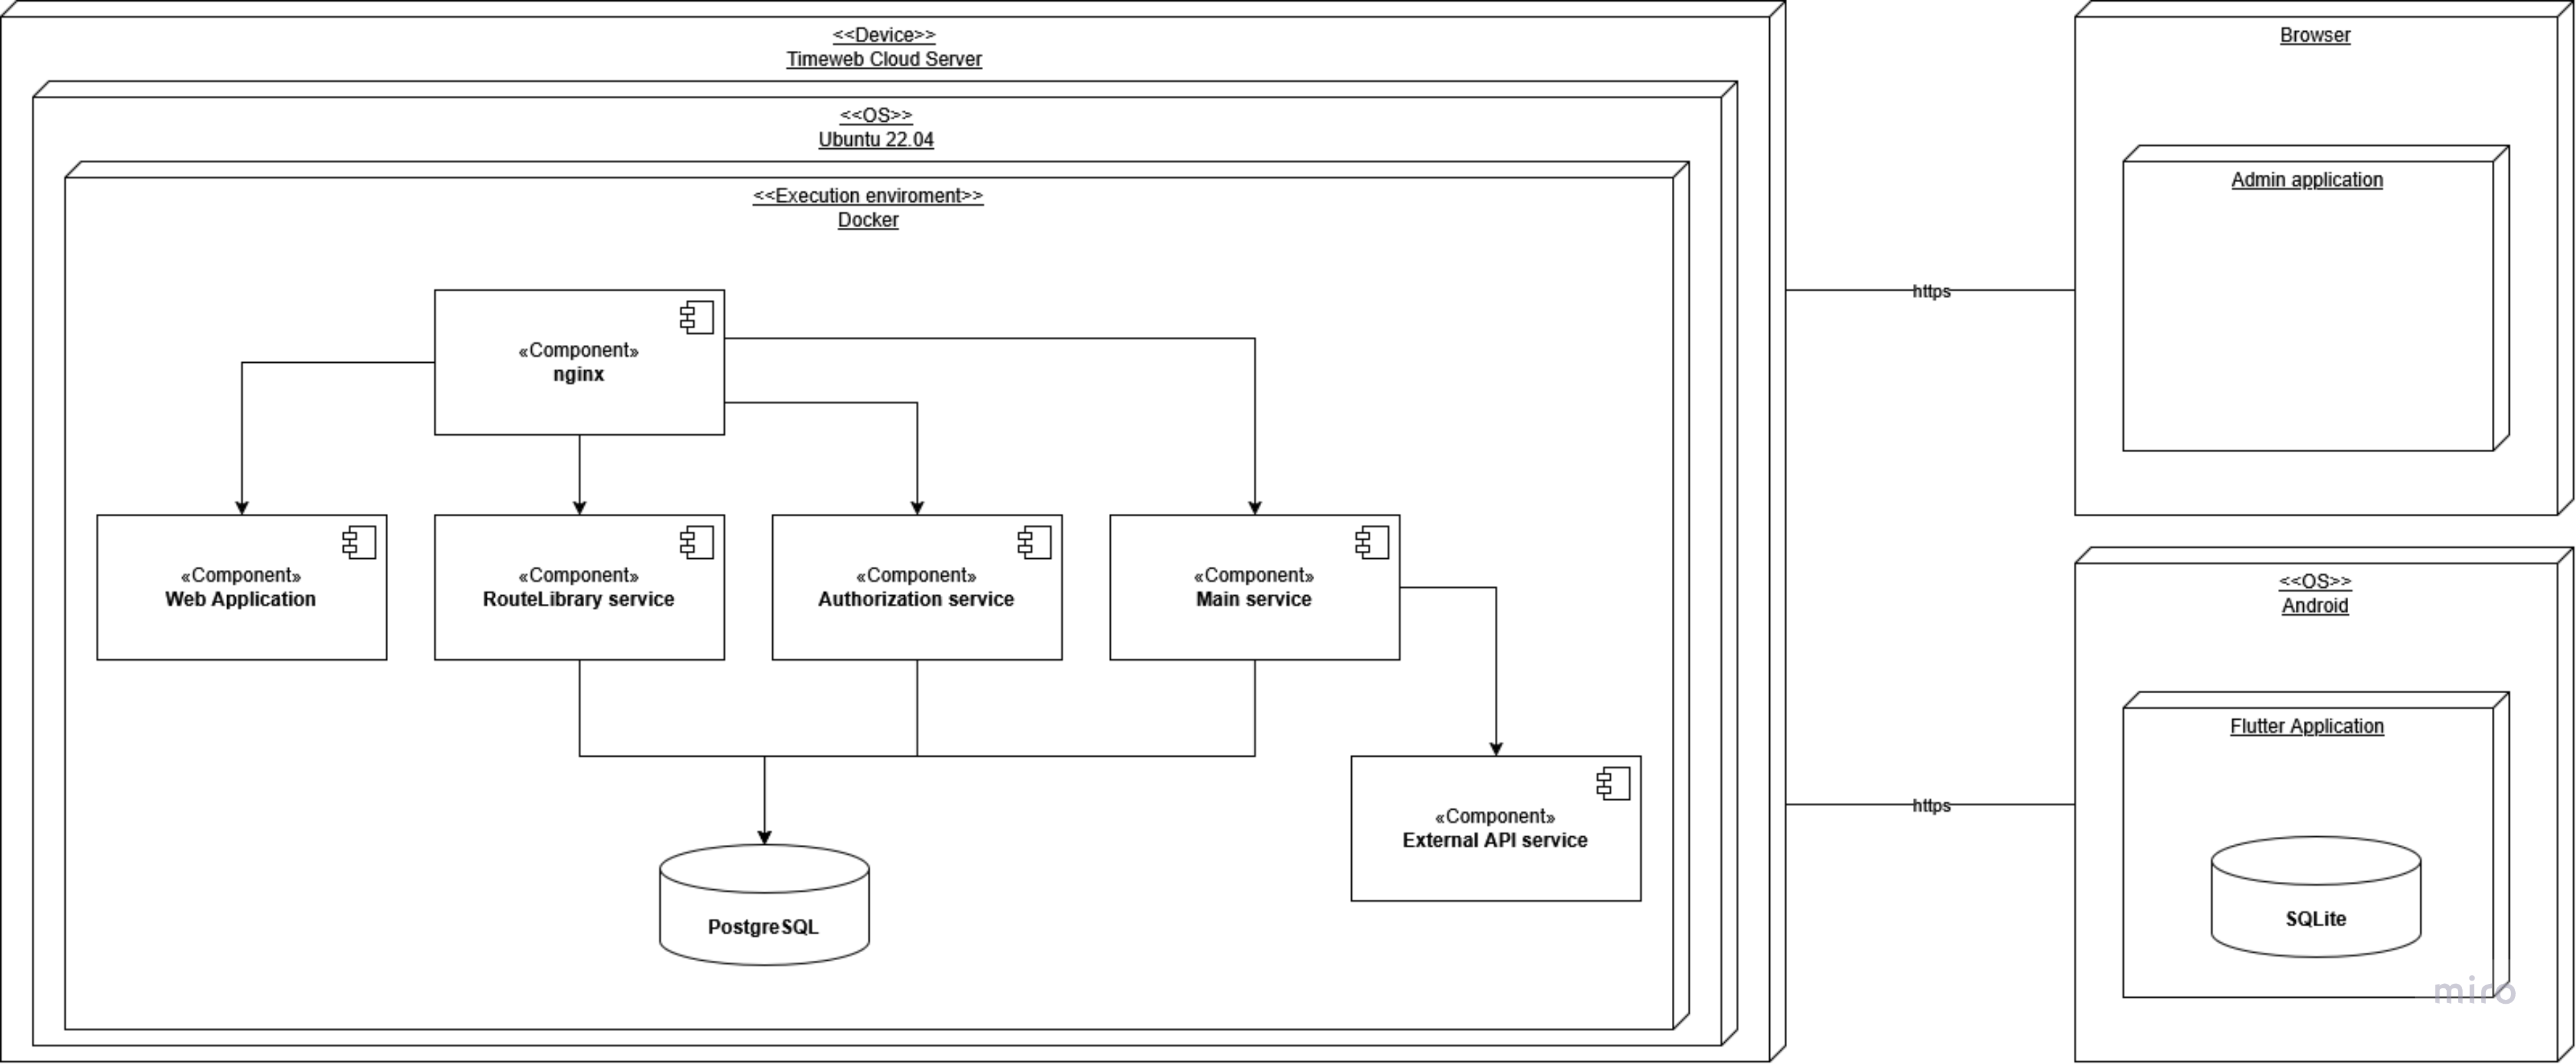 <<Device>>
Timeweb Cloud Server
<<OS>>
Ubuntu 22.04
<<Execution enviroment>>
Docker
«Component»
nginx
«Component»
Web Application
«Component»
RouteLibrary service
«Component»
Authorization service
«Component»
Main service
«Component»
External API service
PostgreSQL
https
https
Browser
Admin application
<<OS>>
Android
Flutter Application
SQLite
miro